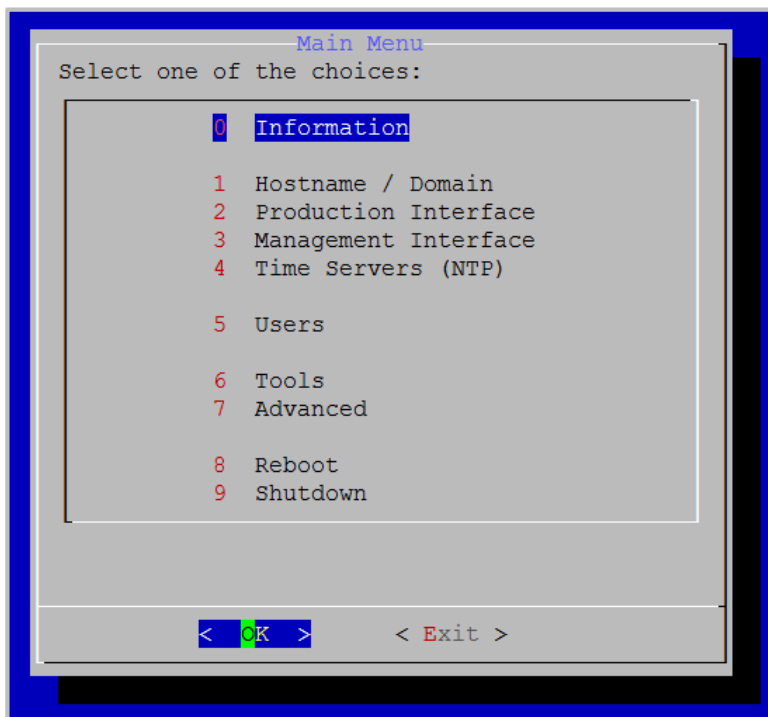 Main Menu
Select one of the choices:
0 Information
1 Hostname / Domain
2 Production Interface
3 Management Interface
4 Time Servers (NTP)
5 Users
6 Tools
7 Advanced
8 Reboot
9 Shutdown
< OK > < Exit >